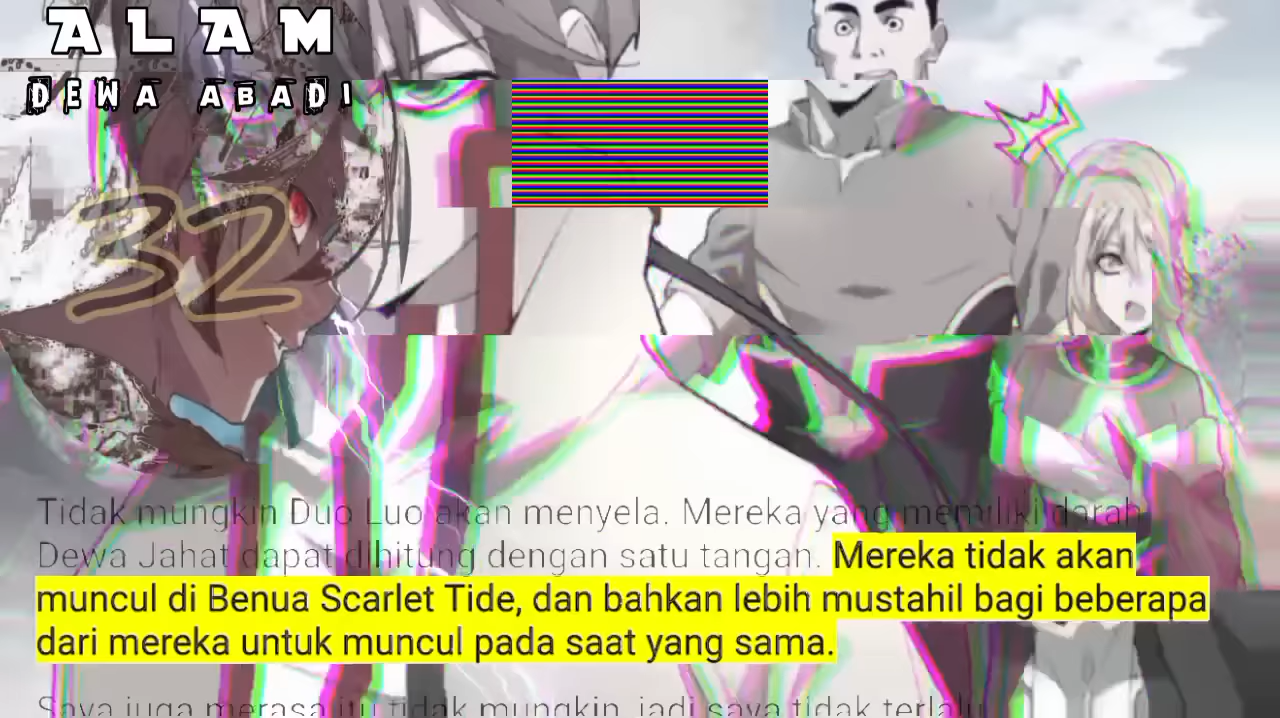 ALAM
DEWA ABADI
32
Tidak mungkin Duo Luo akan menyela. Mereka yang memiliki darah
Dewa Jahat dapat dihitung dengan satu tangan. Mereka tidak akan
muncul di Benua Scarlet Tide, dan bahkan lebih mustahil bagi beberapa
dari mereka untuk muncul pada saat yang sama.
Saya juga merasa itu tidak mungkin, jadi saya tidak terlalu